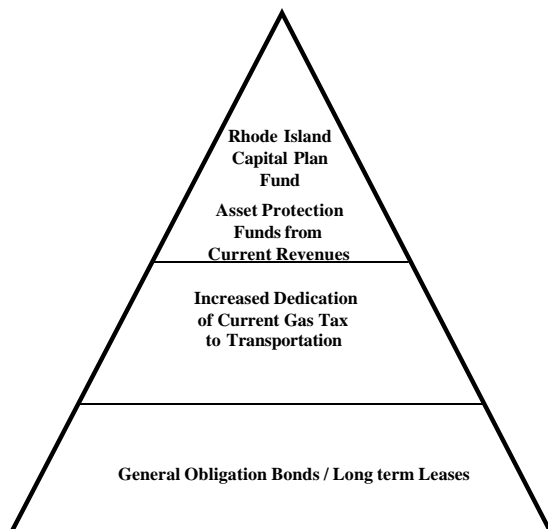 Rhode Island
Capital Plan
Fund
Asset Protection
Funds from
Current Revenues
Increased Dedication
of Current Gas Tax
to Transportation
General Obligation Bonds / Long term Leases